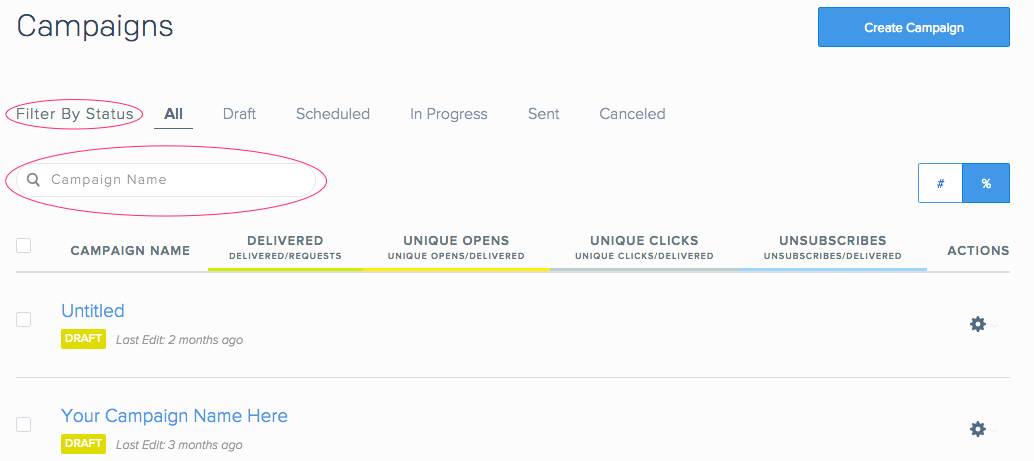 Campaigns
Create Campaign
Filter By Status All Draft Scheduled In Progress Sent Canceled
Campaign Name
# %
CAMPAIGN NAME DELIVERED UNIQUE OPENS UNIQUE CLICKS UNSUBSCRIBES ACTIONS
DELIVERED/REQUESTS UNIQUE OPENS/DELIVERED UNIQUE CLICKS/DELIVERED UNSUBSCRIBES/DELIVERED
Untitled
DRAFT Last Edit: 2 months ago
Your Campaign Name Here
DRAFT Last Edit: 3 months ago